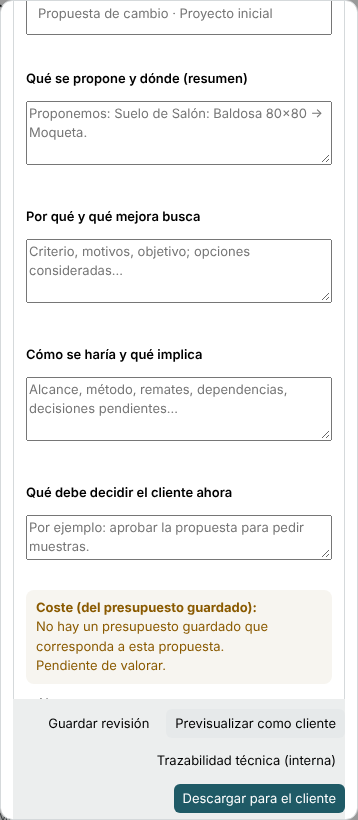 Propuesta de cambio · Proyecto inicial
Qué se propone y dónde (resumen)
Proponemos: Suelo de Salón: Baldosa 80×80 →
Moqueta.
Por qué y qué mejora busca
Criterio, motivos, objetivo; opciones
consideradas...
Cómo se haría y qué implica
Alcance, método, remates, dependencias,
decisiones pendientes...
Qué debe decidir el cliente ahora
Por ejemplo: aprobar la propuesta para pedir
muestras.
Coste (del presupuesto guardado):
No hay un presupuesto guardado que
corresponda a esta propuesta.
Pendiente de valorar.
Guardar revisión
Previsualizar como cliente
Trazabilidad técnica (interna)
Descargar para el cliente